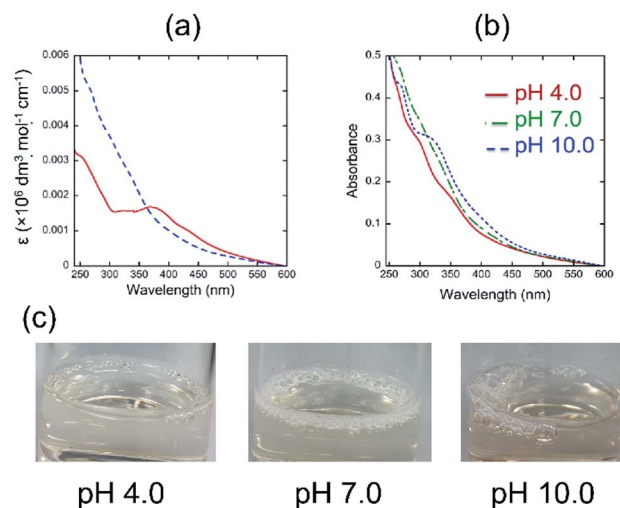 (a)
(b)
0.006
0.005
0.004
0.003
0.002
0.001
0
ε (×10⁶ dm³ mol⁻¹ cm⁻¹)
250 300 350 400 450 500 550 600
Wavelength (nm)
0.5
0.4
0.3
0.2
0.1
0
Absorbance
pH 4.0
pH 7.0
pH 10.0
250 300 350 400 450 500 550 600
Wavelength (nm)
(c)
pH 4.0 pH 7.0 pH 10.0